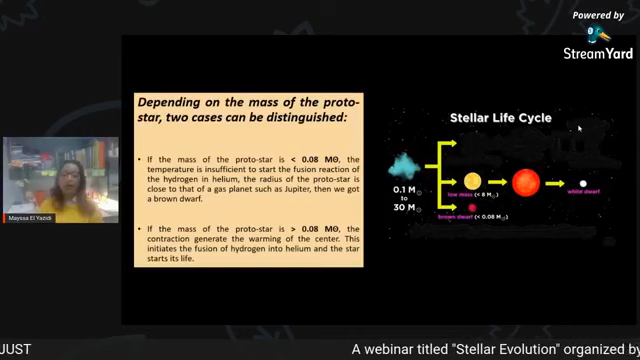 Powered by
StreamYard
Depending on the mass of the proto-
star, two cases can be distinguished:
• If the mass of the proto-star is < 0.08 MΘ, the
temperature is insufficient to start the fusion reaction of
the hydrogen in helium, the radius of the proto-star is
close to that of a gas planet such as Jupiter, then we got
a brown dwarf.
• If the mass of the proto-star is > 0.08 MΘ, the
contraction generate the warming of the center. This
initiates the fusion of hydrogen into helium and the star
starts its life.
Stellar Life Cycle
0.1 M☉
to
30 M☉
low mass (< 8 M☉)
white dwarf
brown dwarf (< 0.08 M☉)
Mayssa El Yazidi
JUST
A webinar titled "Stellar Evolution" organized by